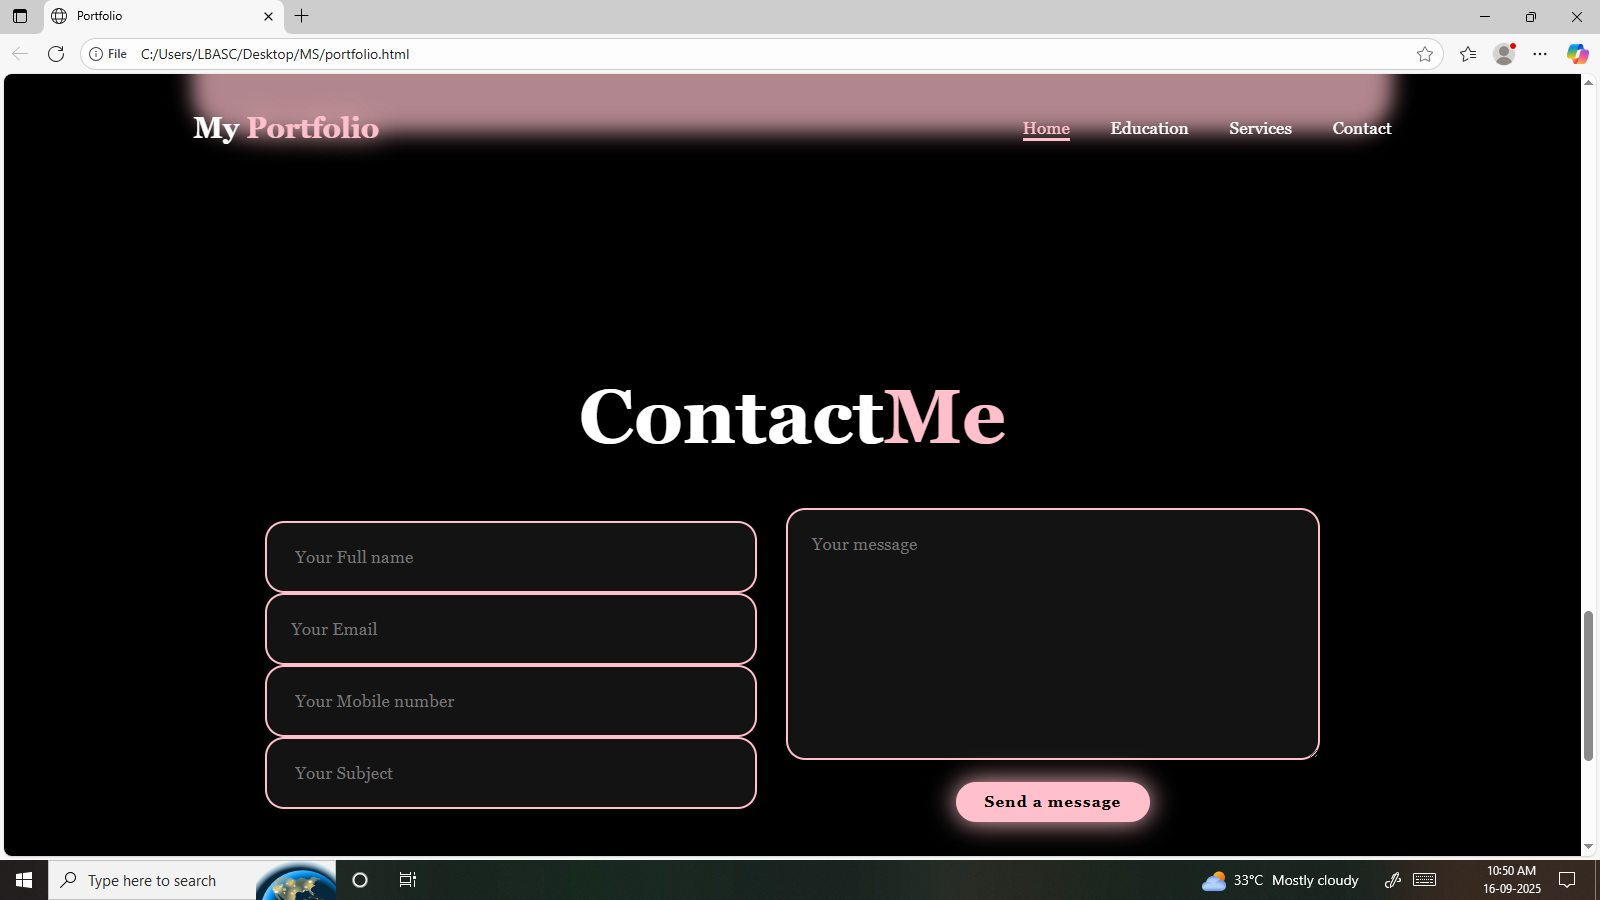 Portfolio
File C:/Users/LBASC/Desktop/MS/portfolio.html
My Portfolio Home Education Services Contact
ContactMe
Your Full name
Your Email
Your Mobile number
Your Subject
Your message
Send a message
Type here to search
33°C Mostly cloudy
10:50 AM
16-09-2025